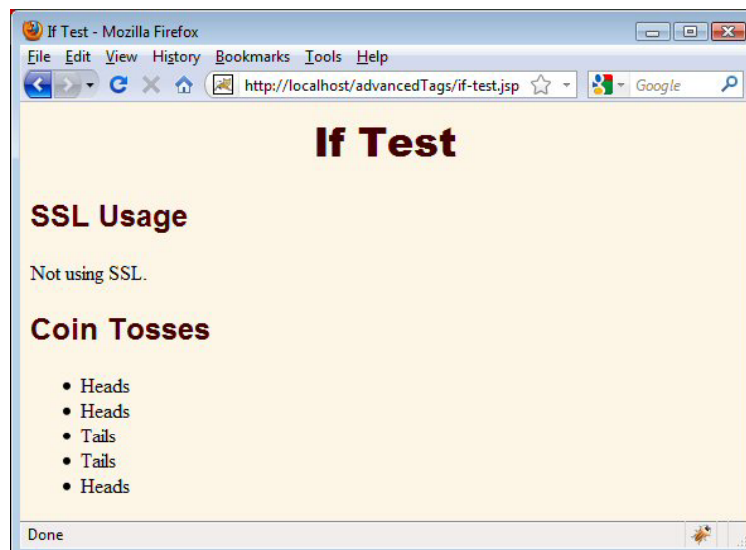 If Test - Mozilla Firefox
File Edit View History Bookmarks Tools Help
http://localhost/advancedTags/if-test.jsp Google
If Test
SSL Usage
Not using SSL.
Coin Tosses
• Heads
• Heads
• Tails
• Tails
• Heads
Done